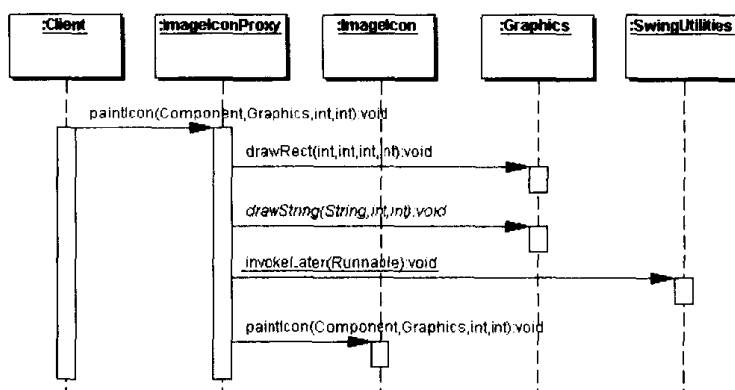 :Client
:ImageIconProxy
:ImageIcon
:Graphics
:SwingUtilities
paintIcon(Component,Graphics,int,int):void
drawRect(int,int,int,int):void
drawString(String,int,int):void
invokeLater(Runnable):void
paintIcon(Component,Graphics,int,int):void